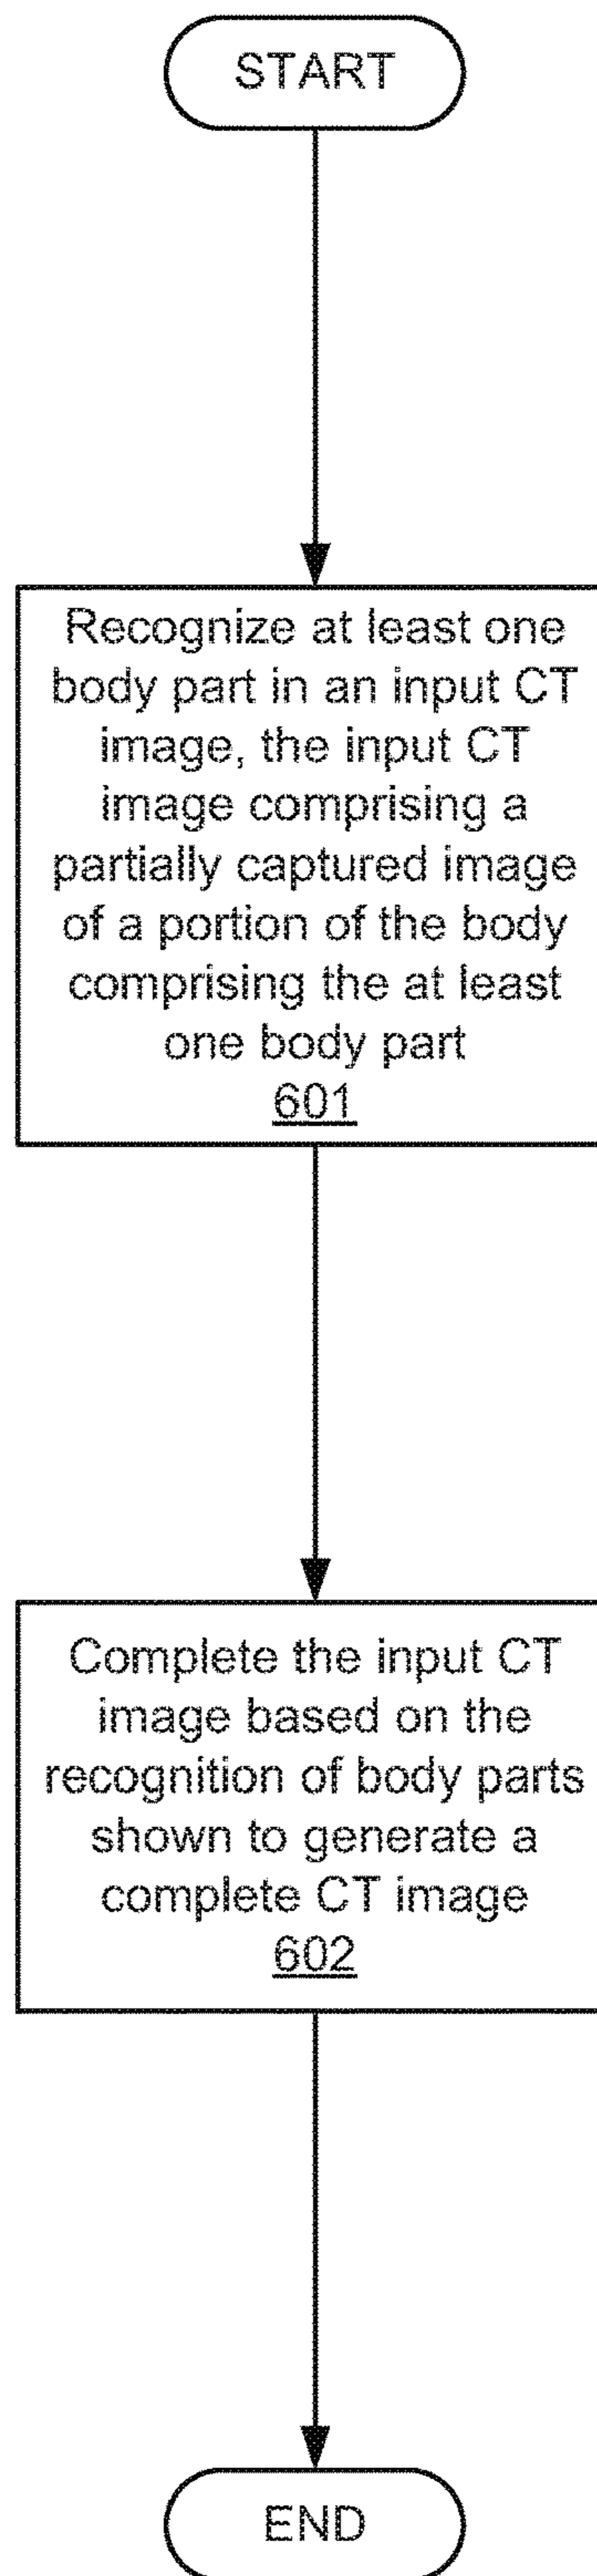 START
Recognize at least one
body part in an input CT
image, the input CT
image comprising a
partially captured image
of a portion of the body
comprising the at least
one body part
601
Complete the input CT
image based on the
recognition of body parts
shown to generate a
complete CT image
602
END